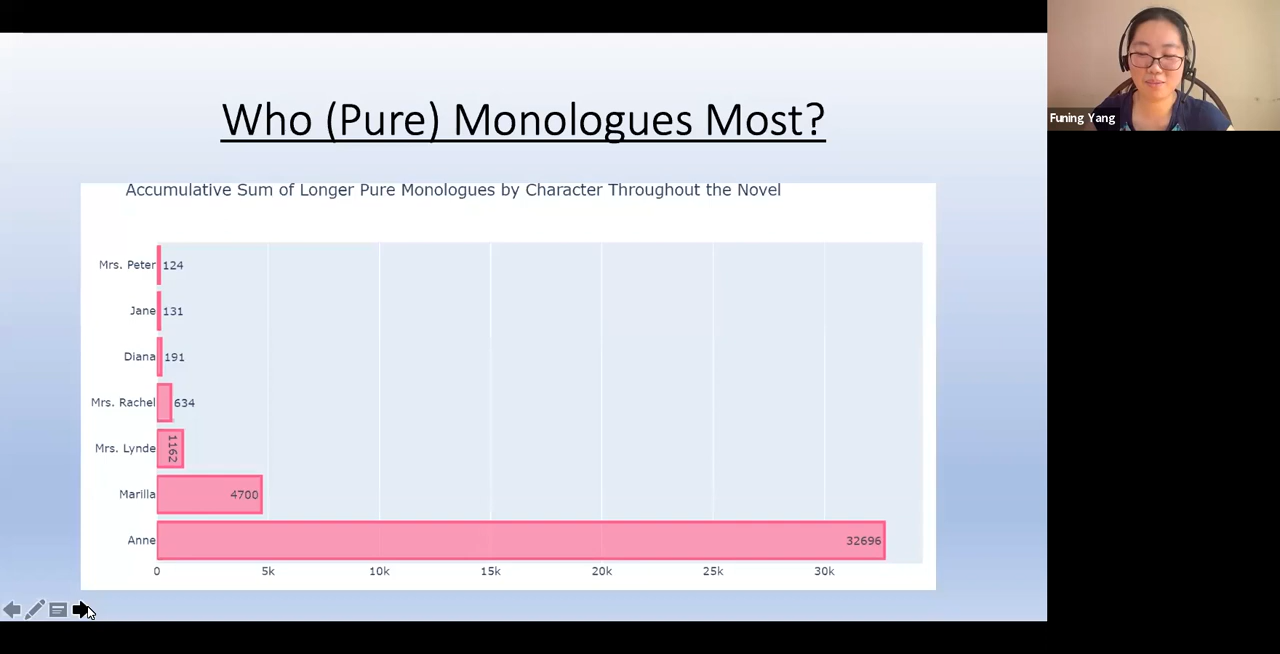 Who (Pure) Monologues Most?
Funing Yang
Accumulative Sum of Longer Pure Monologues by Character Throughout the Novel
Mrs. Peter 124
Jane 131
Diana 191
Mrs. Rachel 634
Mrs. Lynde 1162
Marilla 4700
Anne 32696
0 5k 10k 15k 20k 25k 30k